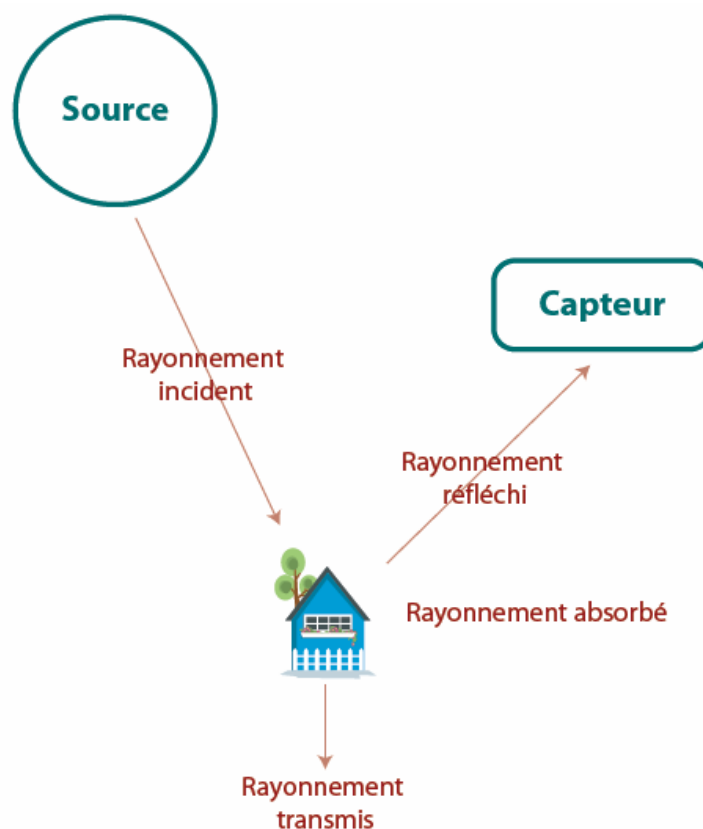 Source
Capteur
Rayonnement
incident
Rayonnement
réfléchi
Rayonnement absorbé
Rayonnement
transmis